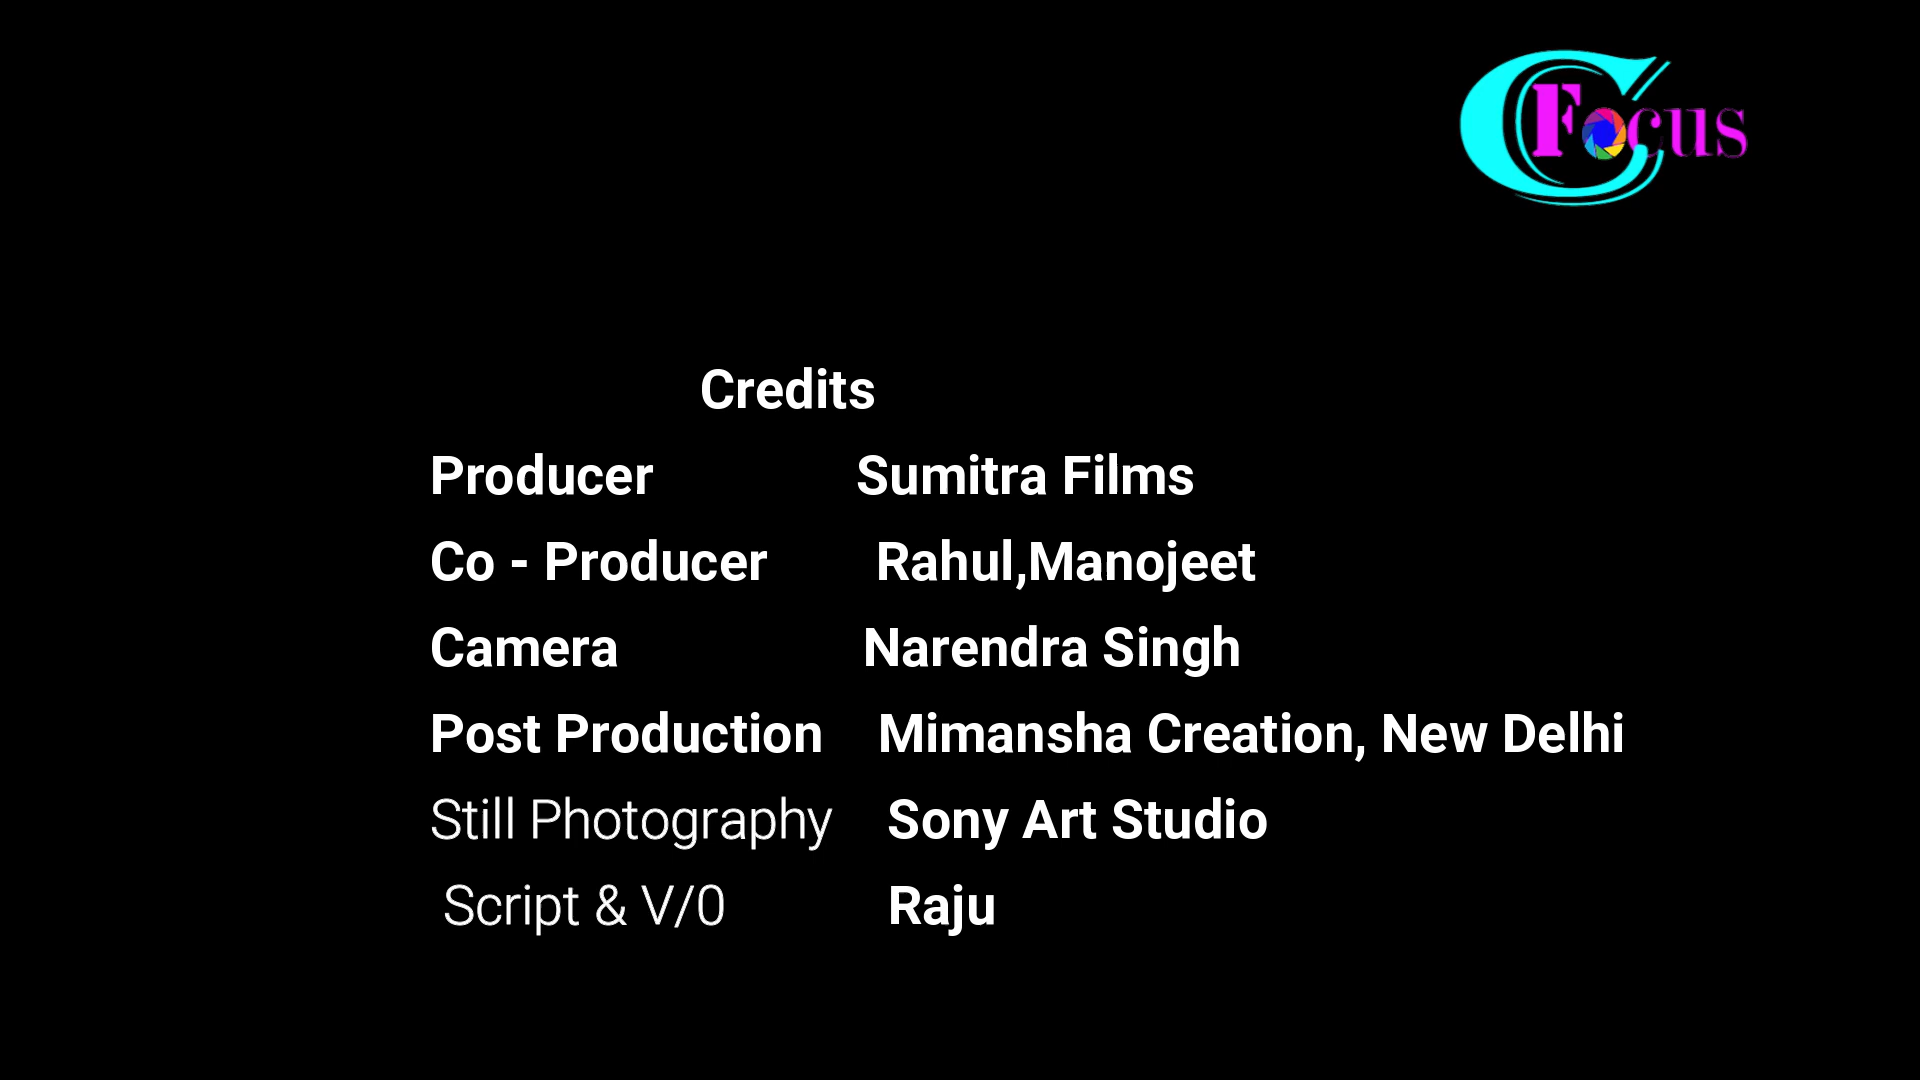 C Focus
Credits
Producer Sumitra Films
Co - Producer Rahul,Manojeet
Camera Narendra Singh
Post Production Mimansha Creation, New Delhi
Still Photography Sony Art Studio
Script & V/0 Raju